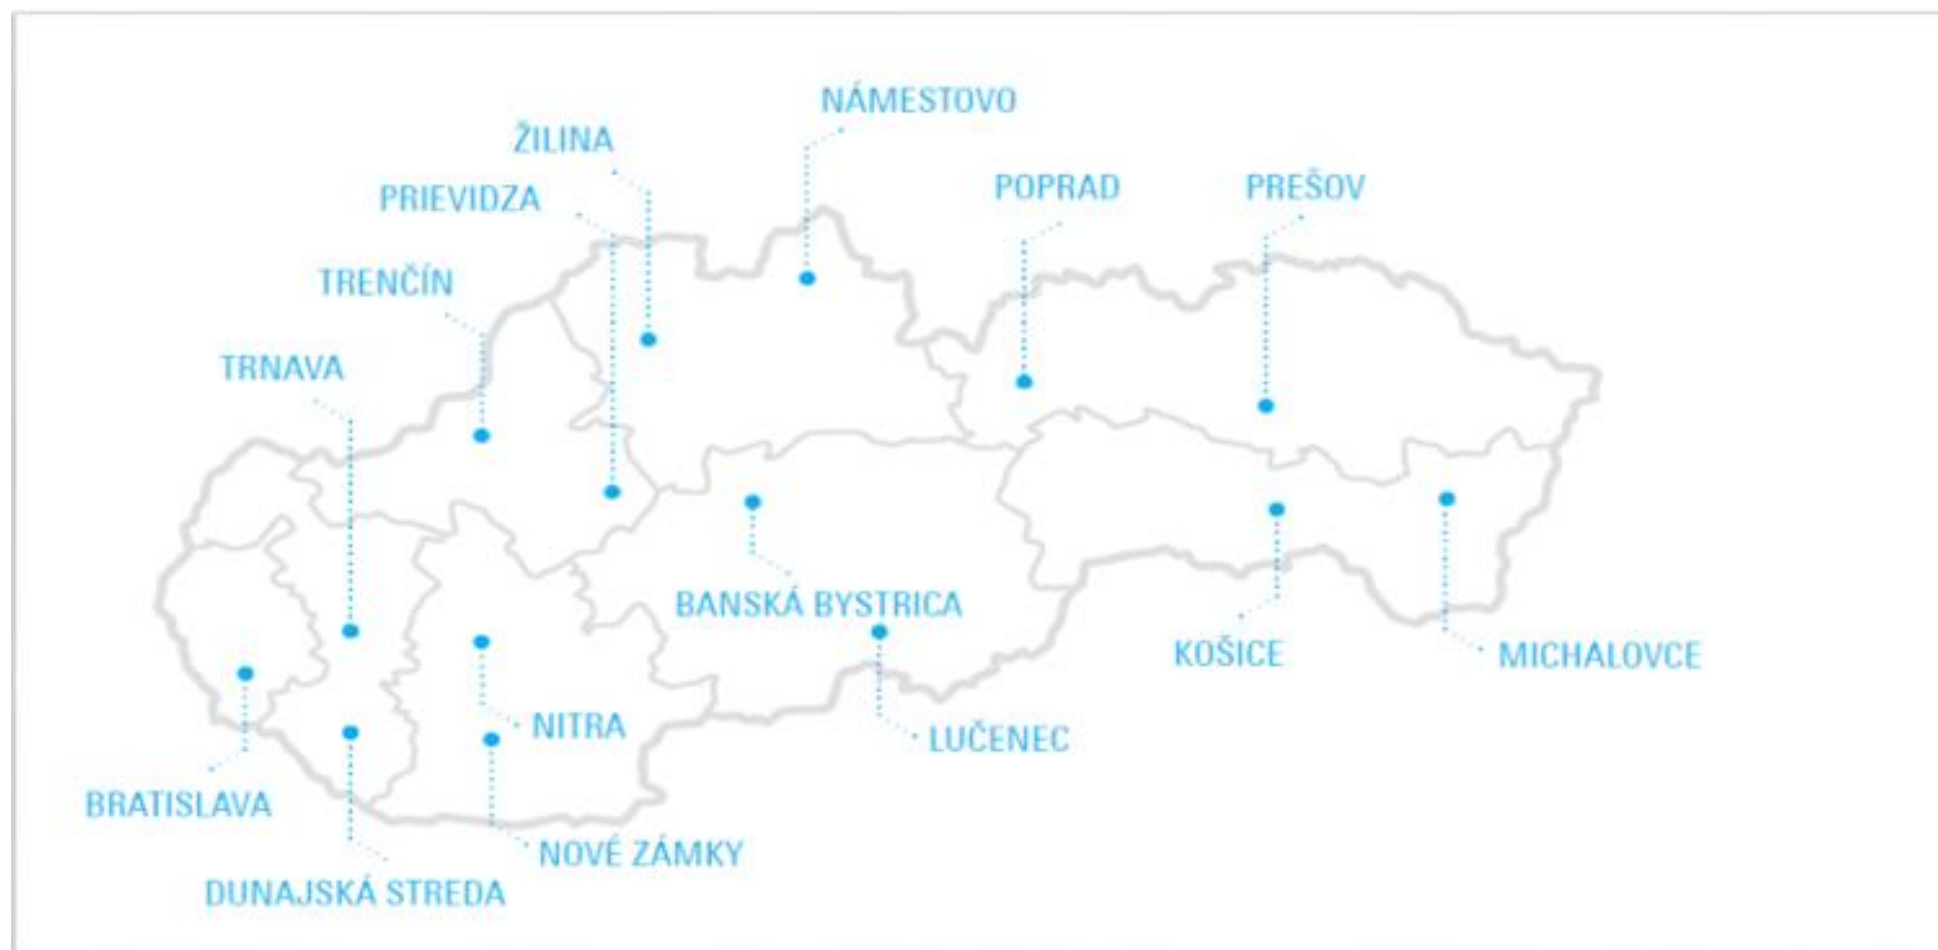 NÁMESTOVO
ŽILINA
PRIEVIDZA
POPRAD
PREŠOV
TRENČÍN
TRNAVA
BANSKÁ BYSTRICA
KOŠICE
MICHALOVCE
NITRA
LUČENEC
BRATISLAVA
NOVÉ ZÁMKY
DUNAJSKÁ STREDA